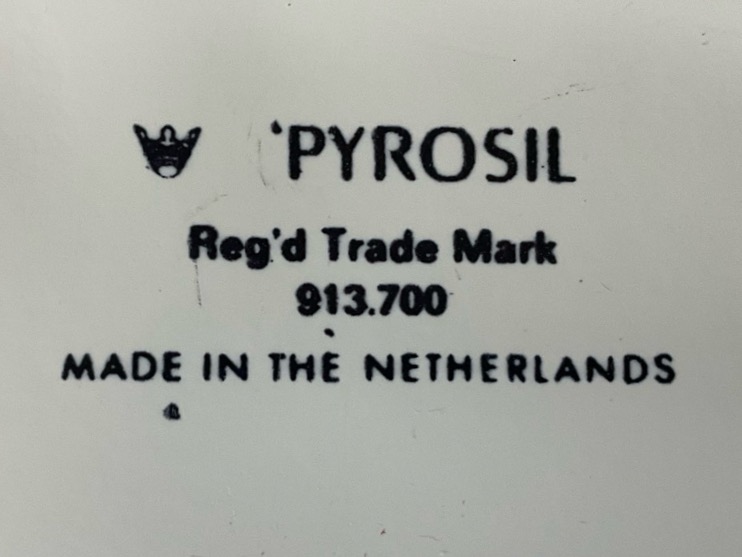 'PYROSIL
Reg'd Trade Mark
913.700
MADE IN THE NETHERLANDS